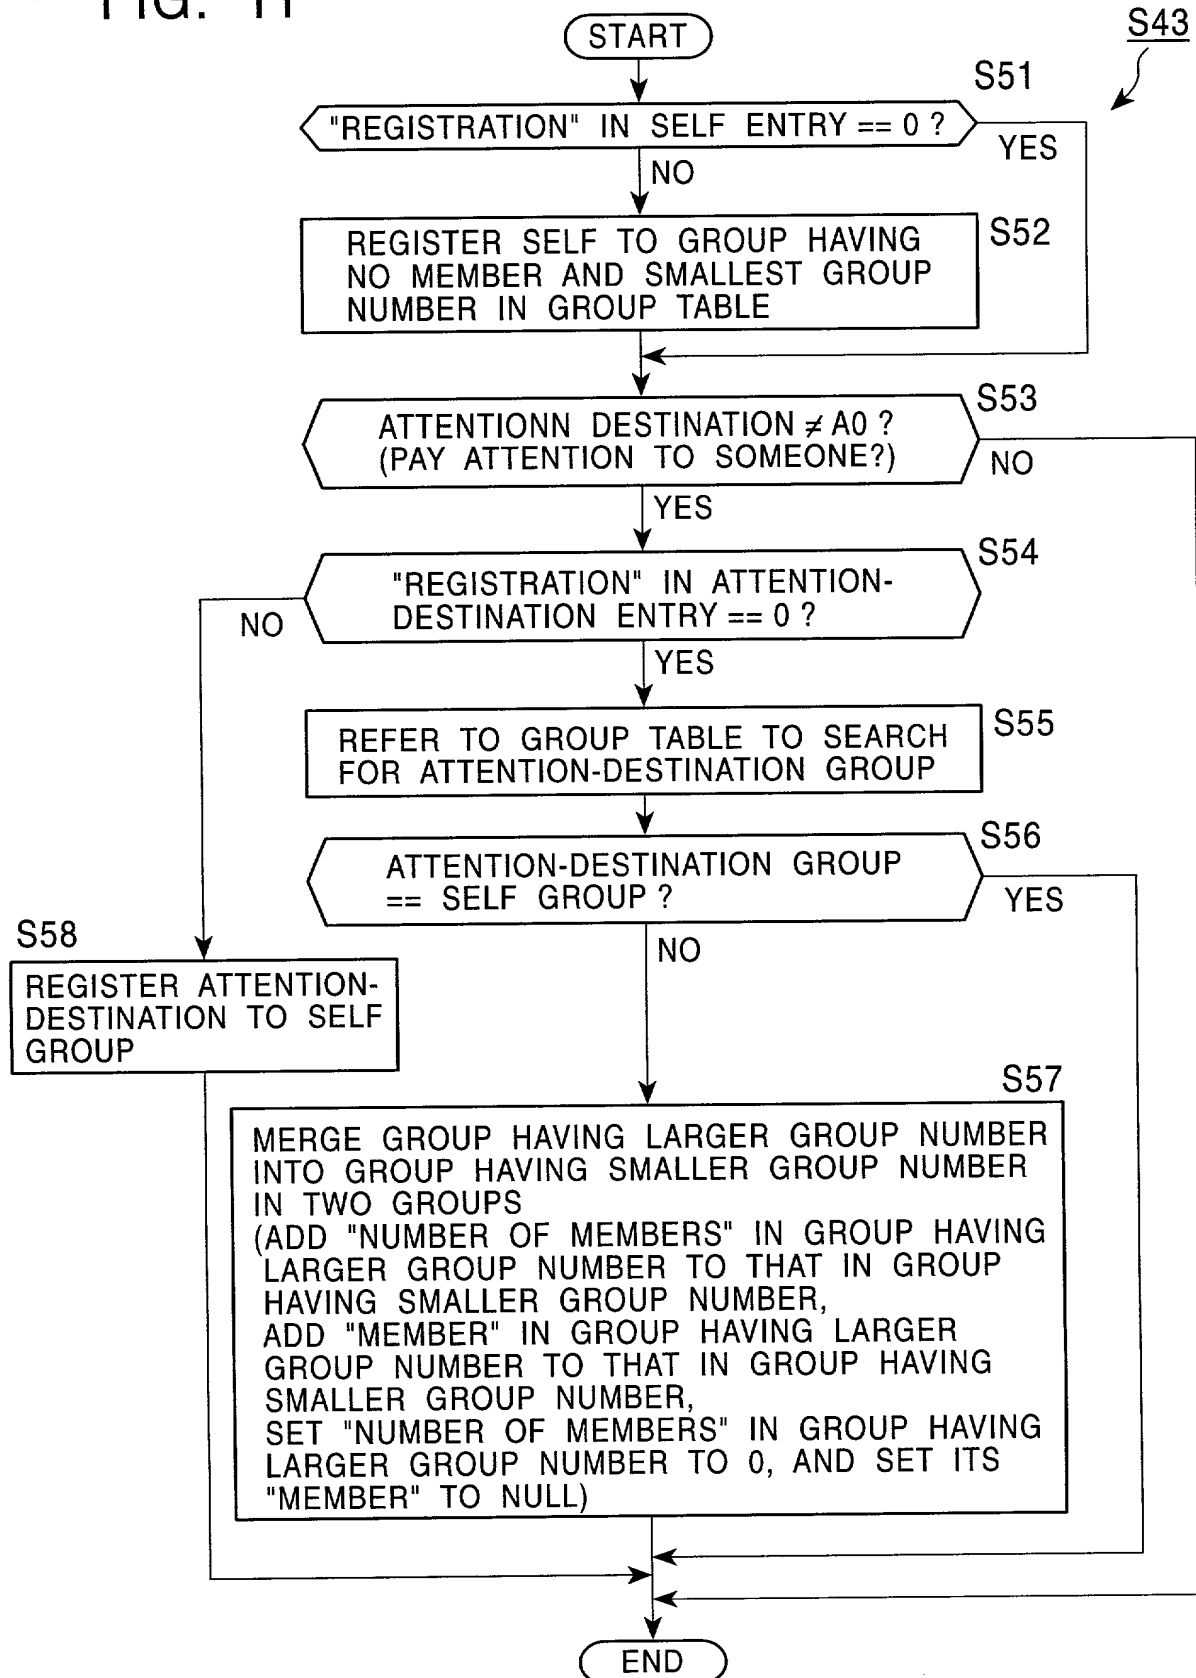 FIG. 11
START
S43
S51
"REGISTRATION" IN SELF ENTRY == 0 ?
YES
NO
S52
REGISTER SELF TO GROUP HAVING
NO MEMBER AND SMALLEST GROUP
NUMBER IN GROUP TABLE
S53
ATTENTIONN DESTINATION ≠ A0 ?
(PAY ATTENTION TO SOMEONE?)
NO
YES
S54
"REGISTRATION" IN ATTENTION-
DESTINATION ENTRY == 0 ?
NO
YES
S55
REFER TO GROUP TABLE TO SEARCH
FOR ATTENTION-DESTINATION GROUP
S56
ATTENTION-DESTINATION GROUP
== SELF GROUP ?
YES
NO
S58
REGISTER ATTENTION-
DESTINATION TO SELF
GROUP
S57
MERGE GROUP HAVING LARGER GROUP NUMBER
INTO GROUP HAVING SMALLER GROUP NUMBER
IN TWO GROUPS
(ADD "NUMBER OF MEMBERS" IN GROUP HAVING
LARGER GROUP NUMBER TO THAT IN GROUP
HAVING SMALLER GROUP NUMBER,
ADD "MEMBER" IN GROUP HAVING LARGER
GROUP NUMBER TO THAT IN GROUP HAVING
SMALLER GROUP NUMBER,
SET "NUMBER OF MEMBERS" IN GROUP HAVING
LARGER GROUP NUMBER TO 0, AND SET ITS
"MEMBER" TO NULL)
END